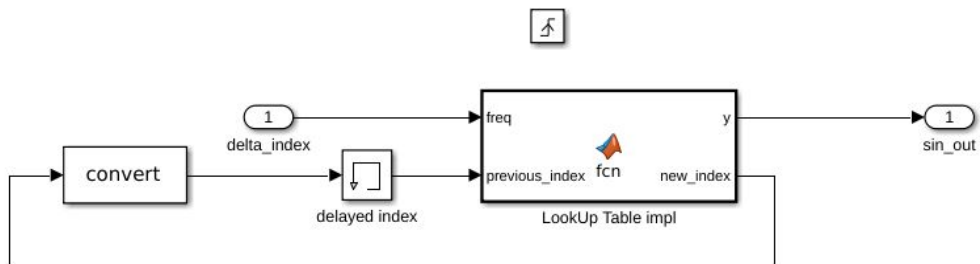 1
delta_index
convert
delayed index
freq
previous_index
fcn
y
new_index
LookUp Table impl
1
sin_out